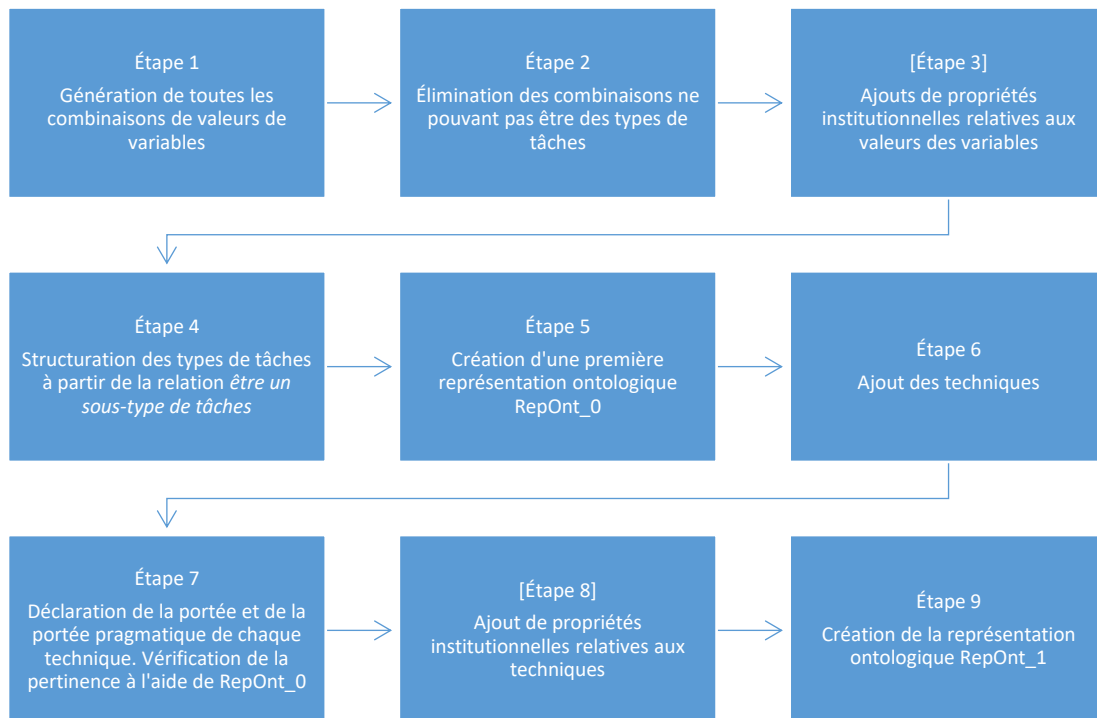 Étape 1
Génération de toutes les
combinaisons de valeurs de
variables
Étape 2
Élimination des combinaisons ne
pouvant pas être des types de
tâches
[Étape 3]
Ajouts de propriétés
institutionnelles relatives aux
valeurs des variables
Étape 4
Structuration des types de tâches
à partir de la relation être un
sous-type de tâches
Étape 5
Création d'une première
représentation ontologique
RepOnt_0
Étape 6
Ajout des techniques
Étape 7
Déclaration de la portée et de la
portée pragmatique de chaque
technique. Vérification de la
pertinence à l'aide de RepOnt_0
[Étape 8]
Ajout de propriétés
institutionnelles relatives aux
techniques
Étape 9
Création de la représentation
ontologique RepOnt_1